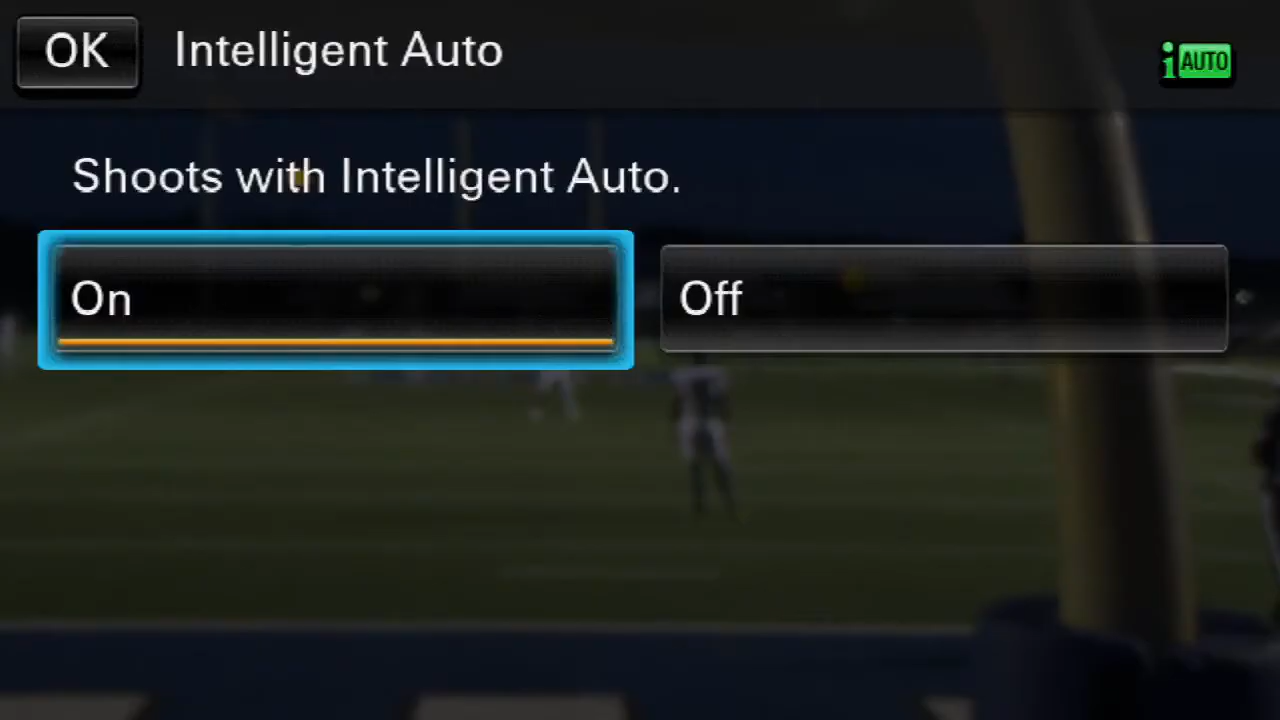 OK
Intelligent Auto
iAUTO
Shoots with Intelligent Auto.
On
Off